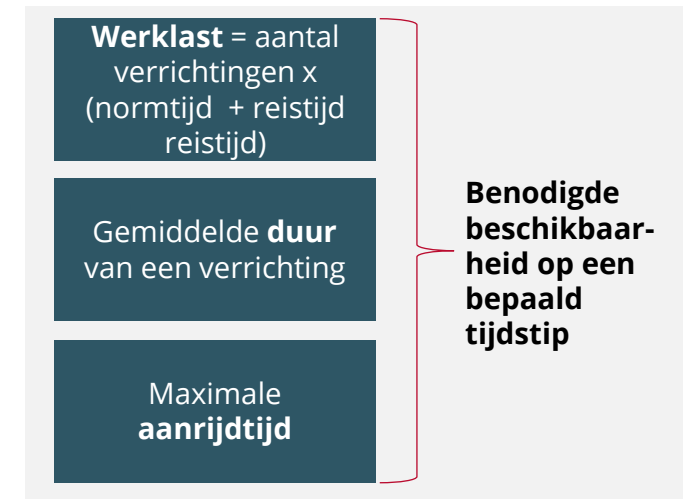 Werklast = aantal
verrichtingen x
(normtijd + reistijd
reistijd)
Gemiddelde duur
van een verrichting
Maximale
aanrijdtijd
Benodigde
beschikbaar-
heid op een
bepaald
tijdstip